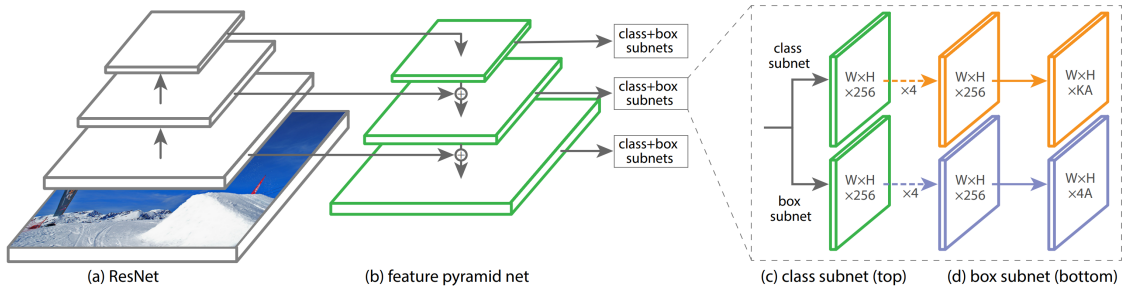 class+box
subnets
class+box
subnets
class+box
subnets
class
subnet
W×H
×256
×4
W×H
×256
W×H
×KA
box
subnet
W×H
×256
×4
W×H
×256
W×H
×4A
(a) ResNet
(b) feature pyramid net
(c) class subnet (top)
(d) box subnet (bottom)